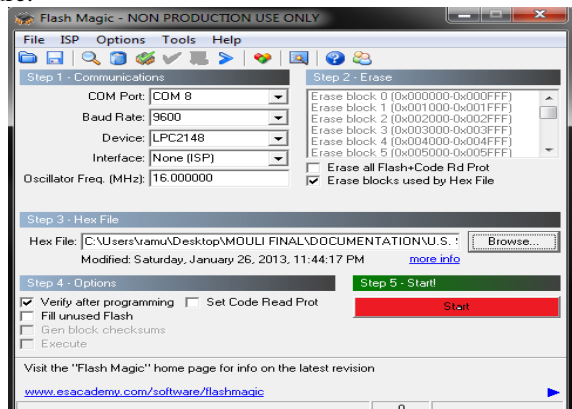 Flash Magic - NON PRODUCTION USE ONLY
File ISP Options Tools Help
Step 1 - Communications
COM Port: COM 8
Baud Rate: 9600
Device: LPC2148
Interface: None (ISP)
Oscillator Freq. (MHz): 16.000000
Step 2 - Erase
Erase block 0 (0x000000-0x000FFF)
Erase block 1 (0x001000-0x001FFF)
Erase block 2 (0x002000-0x002FFF)
Erase block 3 (0x003000-0x003FFF)
Erase block 4 (0x004000-0x004FFF)
Erase block 5 (0x005000-0x005FFF)
Erase all Flash+Code Rd Prot
Erase blocks used by Hex File
Step 3 - Hex File
Hex File: C:\Users\ramu\Desktop\MOULI FINAL\DOCUMENTATION\U.S. Browse...
Modified: Saturday, January 26, 2013, 11:44:17 PM more info
Step 4 - Options
Verify after programming Set Code Read Prot
Fill unused Flash
Gen block checksums
Execute
Step 5 - Start!
Start
Visit the "Flash Magic" home page for info on the latest revision
www.esacademy.com/software/flashmagic